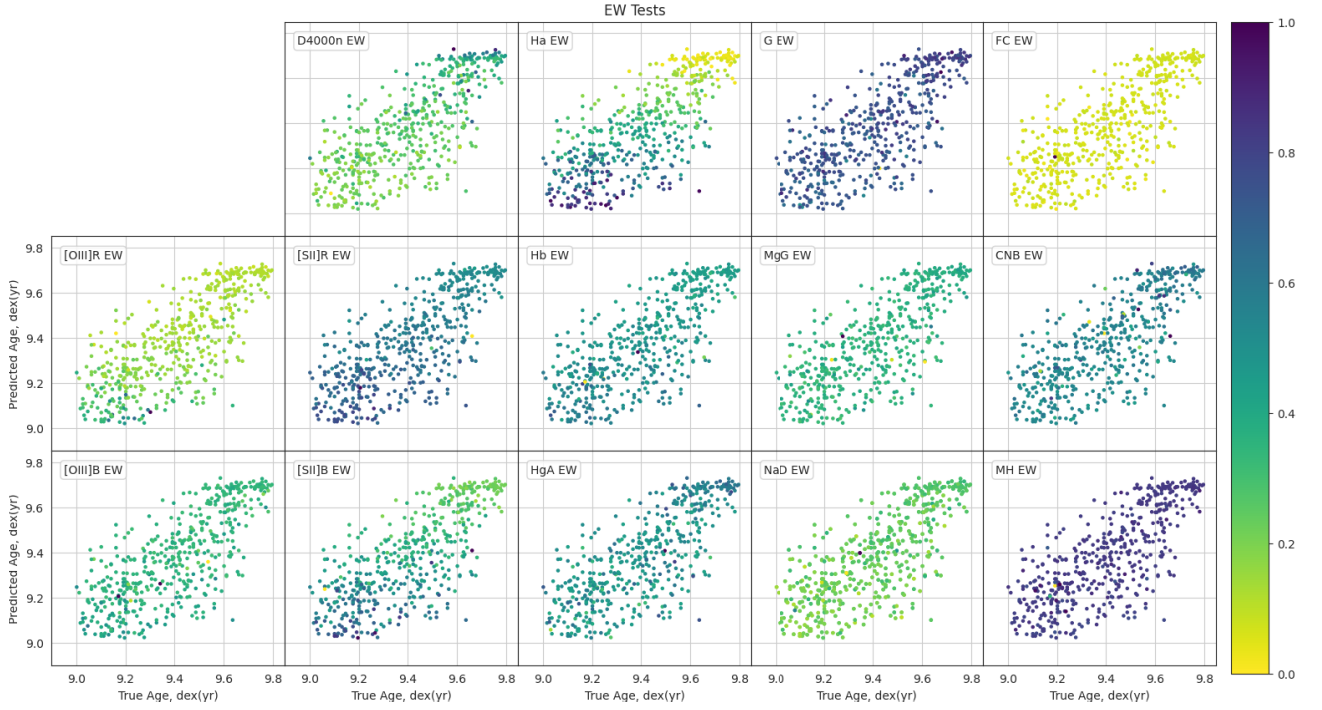 EW Tests
D4000n EW
Ha EW
G EW
FC EW
1.0
0.8
0.6
0.4
0.2
0.0
Predicted Age, dex(yr)
9.8
9.6
9.4
9.2
9.0
[OIII]R EW
[SII]R EW
Hb EW
MgG EW
CNB EW
Predicted Age, dex(yr)
9.8
9.6
9.4
9.2
9.0
[OIII]B EW
[SII]B EW
HgA EW
NaD EW
MH EW
9.0 9.2 9.4 9.6 9.8
9.0 9.2 9.4 9.6 9.8
9.0 9.2 9.4 9.6 9.8
9.0 9.2 9.4 9.6 9.8
9.0 9.2 9.4 9.6 9.8
True Age, dex(yr)
True Age, dex(yr)
True Age, dex(yr)
True Age, dex(yr)
True Age, dex(yr)